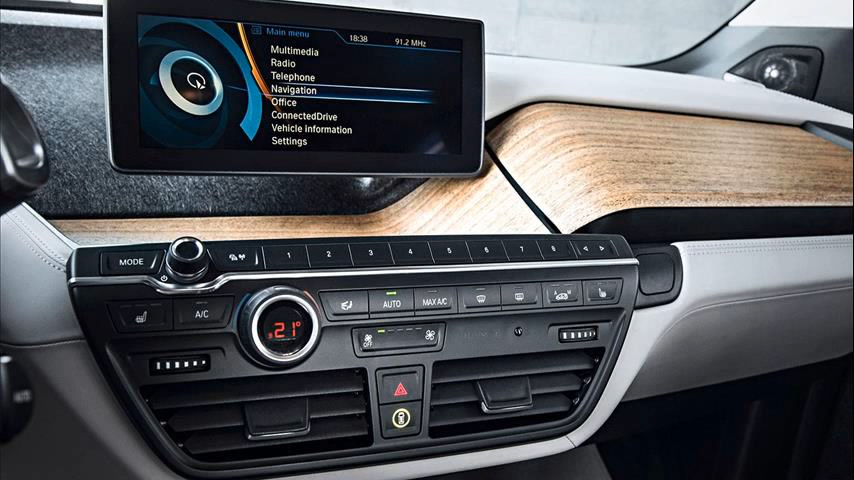 Main menu
18:38
91.2 MHz
Multimedia
Radio
Telephone
Navigation
Office
ConnectedDrive
Vehicle information
Settings
MODE
1 2 3 4 5 6 7 8
A/C
21°
AUTO
MAX A/C
A M
OFF